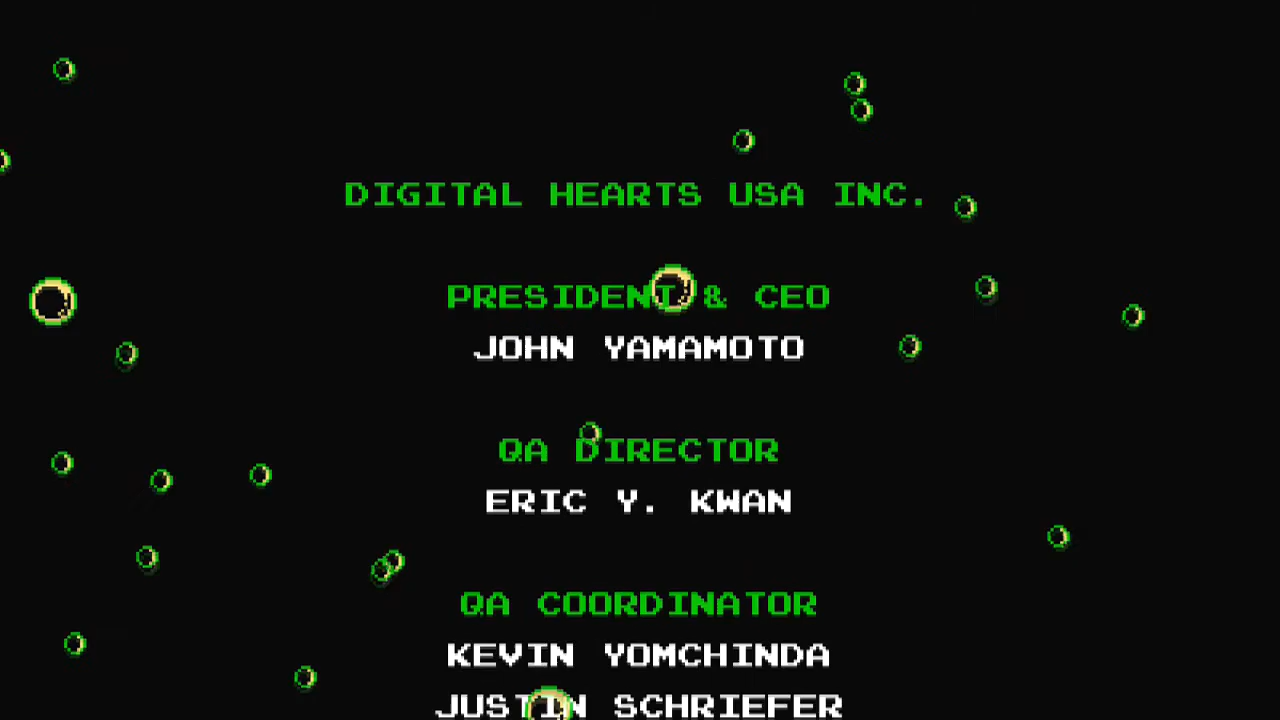 DIGITAL HEARTS USA INC.
PRESIDENT & CEO
JOHN YAMAMOTO
QA DIRECTOR
ERIC Y. KWAN
QA COORDINATOR
KEVIN YOMCHINDA
JUSTIN SCHRIEFER